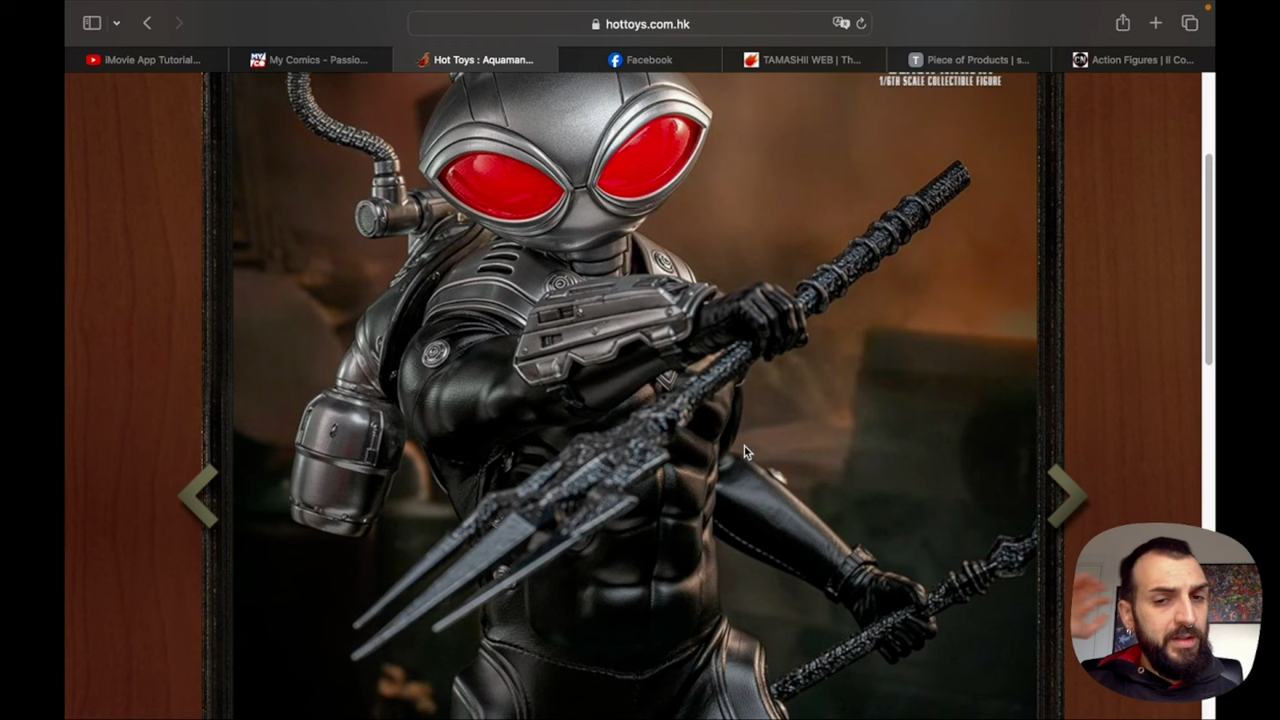 hottoys.com.hk
iMovie App Tutorial...
My Comics - Passio...
Hot Toys : Aquaman...
Facebook
TAMASHII WEB | Th...
Piece of Products | s...
Action Figures | Il Co...
1/6TH SCALE COLLECTIBLE FIGURE